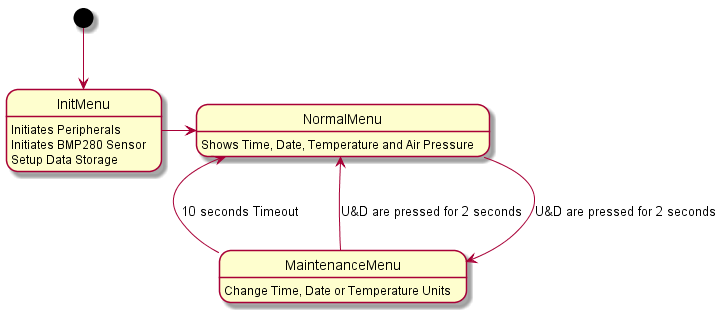 InitMenu
Initiates Peripherals
Initiates BMP280 Sensor
Setup Data Storage
NormalMenu
Shows Time, Date, Temperature and Air Pressure
10 seconds Timeout
U&D are pressed for 2 seconds
U&D are pressed for 2 seconds
MaintenanceMenu
Change Time, Date or Temperature Units